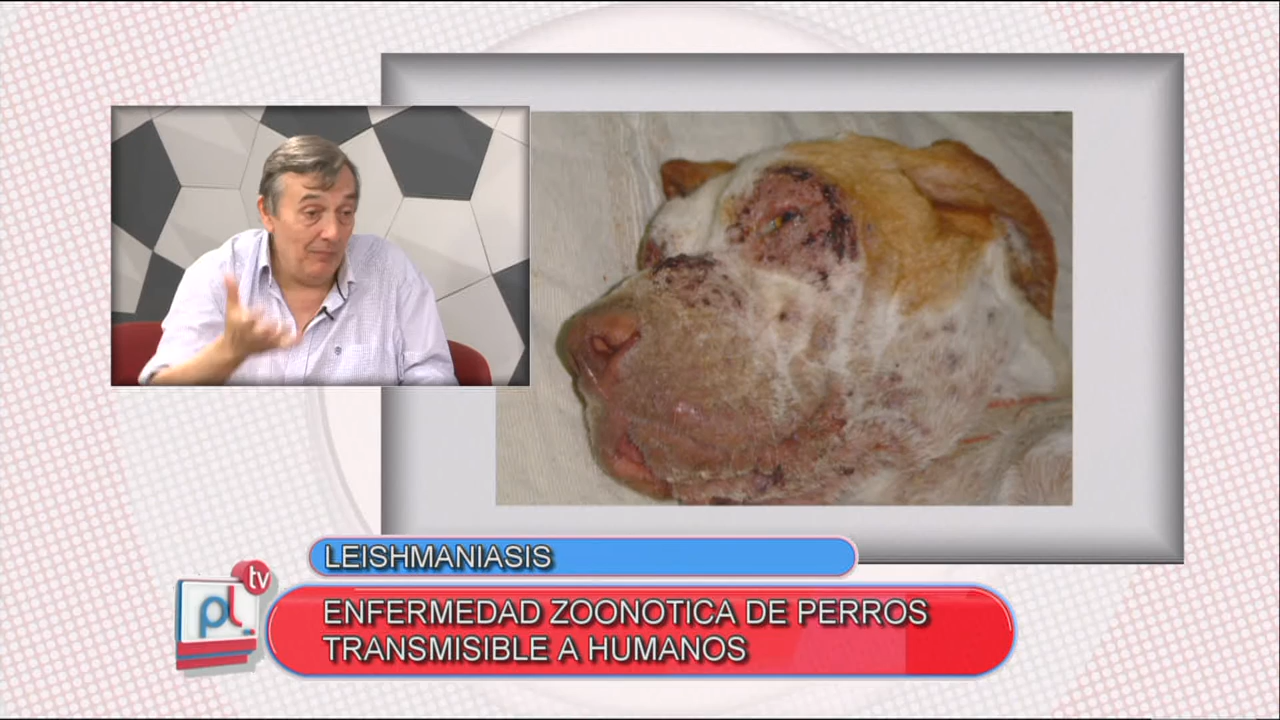 LEISHMANIASIS
tv
pl
ENFERMEDAD ZOONOTICA DE PERROS
TRANSMISIBLE A HUMANOS